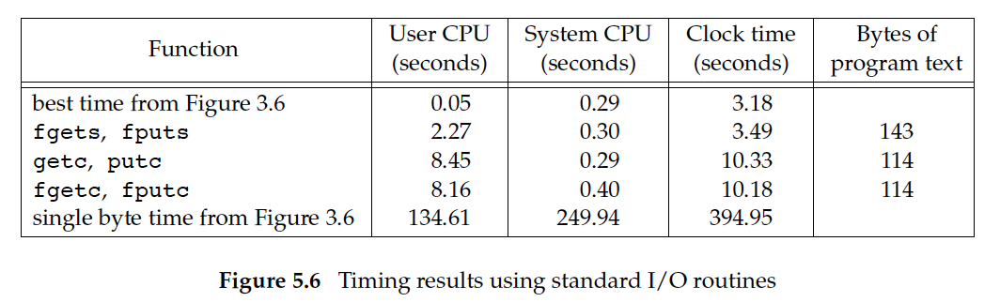 Function User CPU (seconds) System CPU (seconds) Clock time (seconds) Bytes of program text
best time from Figure 3.6 0.05 0.29 3.18
fgets, fputs 2.27 0.30 3.49 143
getc, putc 8.45 0.29 10.33 114
fgetc, fputc 8.16 0.40 10.18 114
single byte time from Figure 3.6 134.61 249.94 394.95
Figure 5.6 Timing results using standard I/O routines